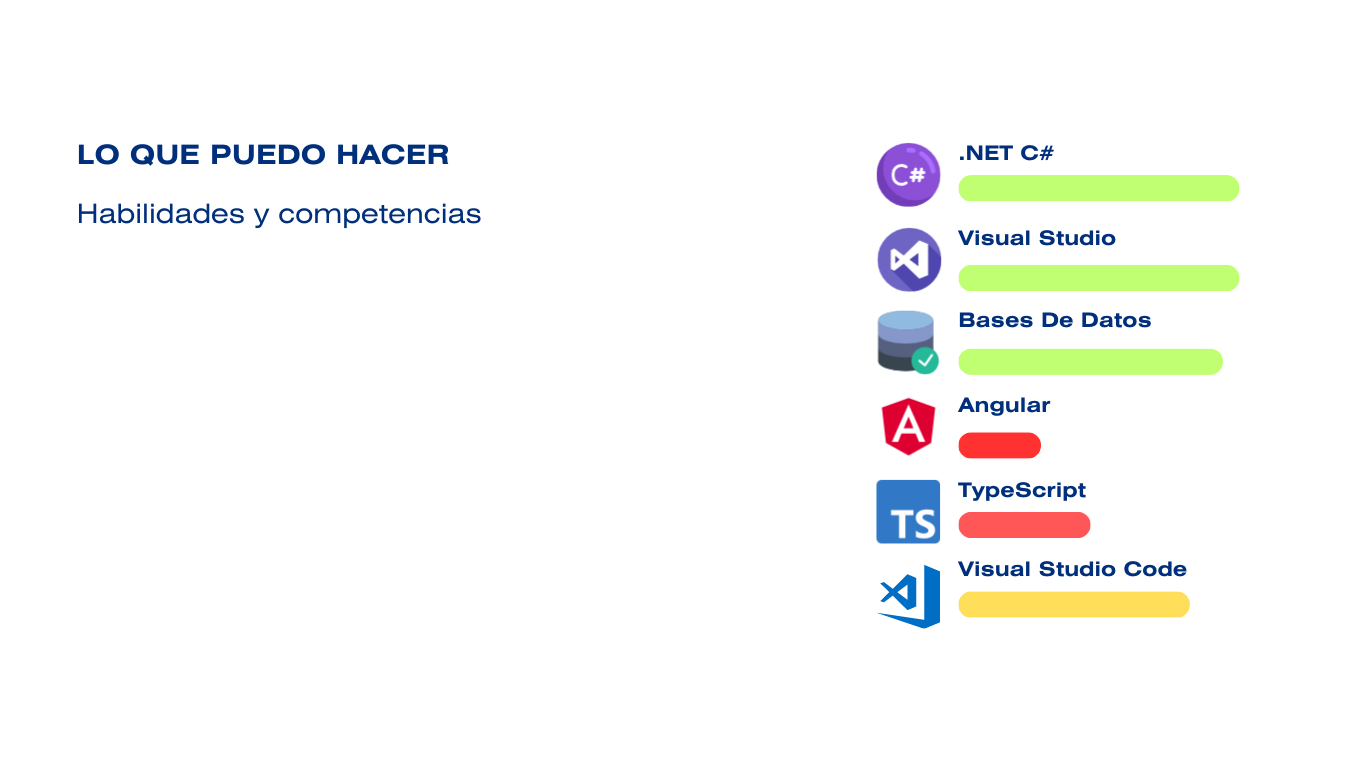 LO QUE PUEDO HACER
Habilidades y competencias
C#
.NET C#
Visual Studio
Bases De Datos
A
Angular
TS
TypeScript
Visual Studio Code